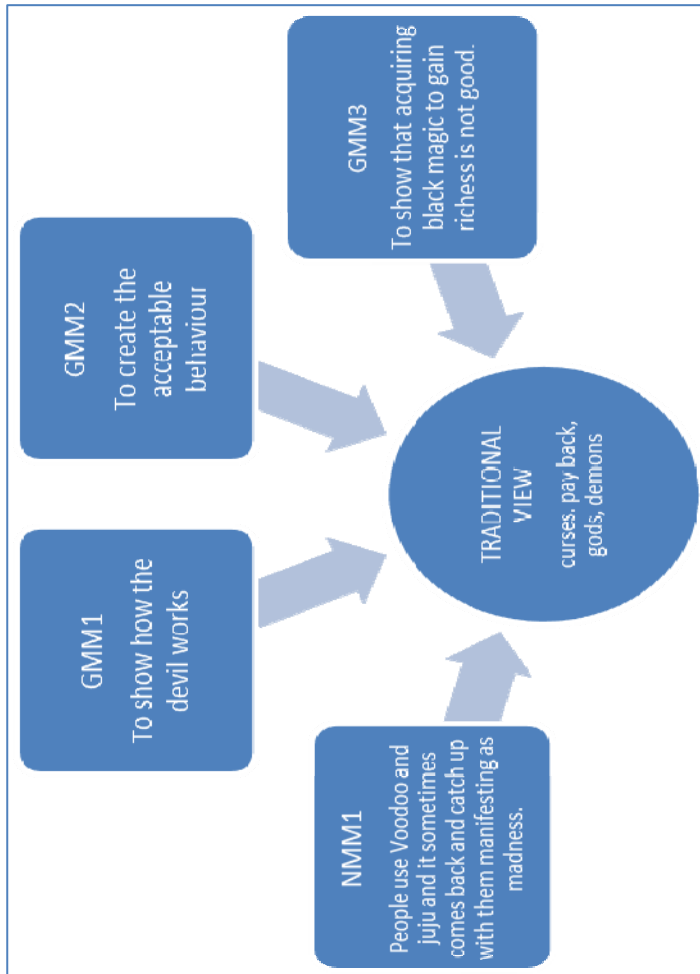 NMM1
People use Voodoo and
juju and it sometimes
comes back and catch up
with them manifesting as
madness.
GMM1
To show how the
devil works
GMM2
To create the
acceptable
behaviour
GMM3
To show that acquiring
black magic to gain
richess is not good.
TRADITIONAL
VIEW
curses. pay back,
gods, demons